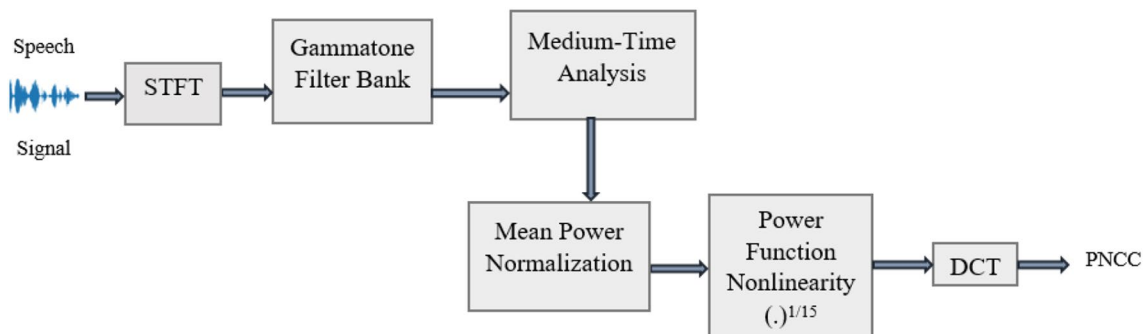 Speech
Signal
STFT
Gammatone
Filter Bank
Medium-Time
Analysis
Mean Power
Normalization
Power
Function
Nonlinearity
(.)^{1/15}
DCT
PNCC